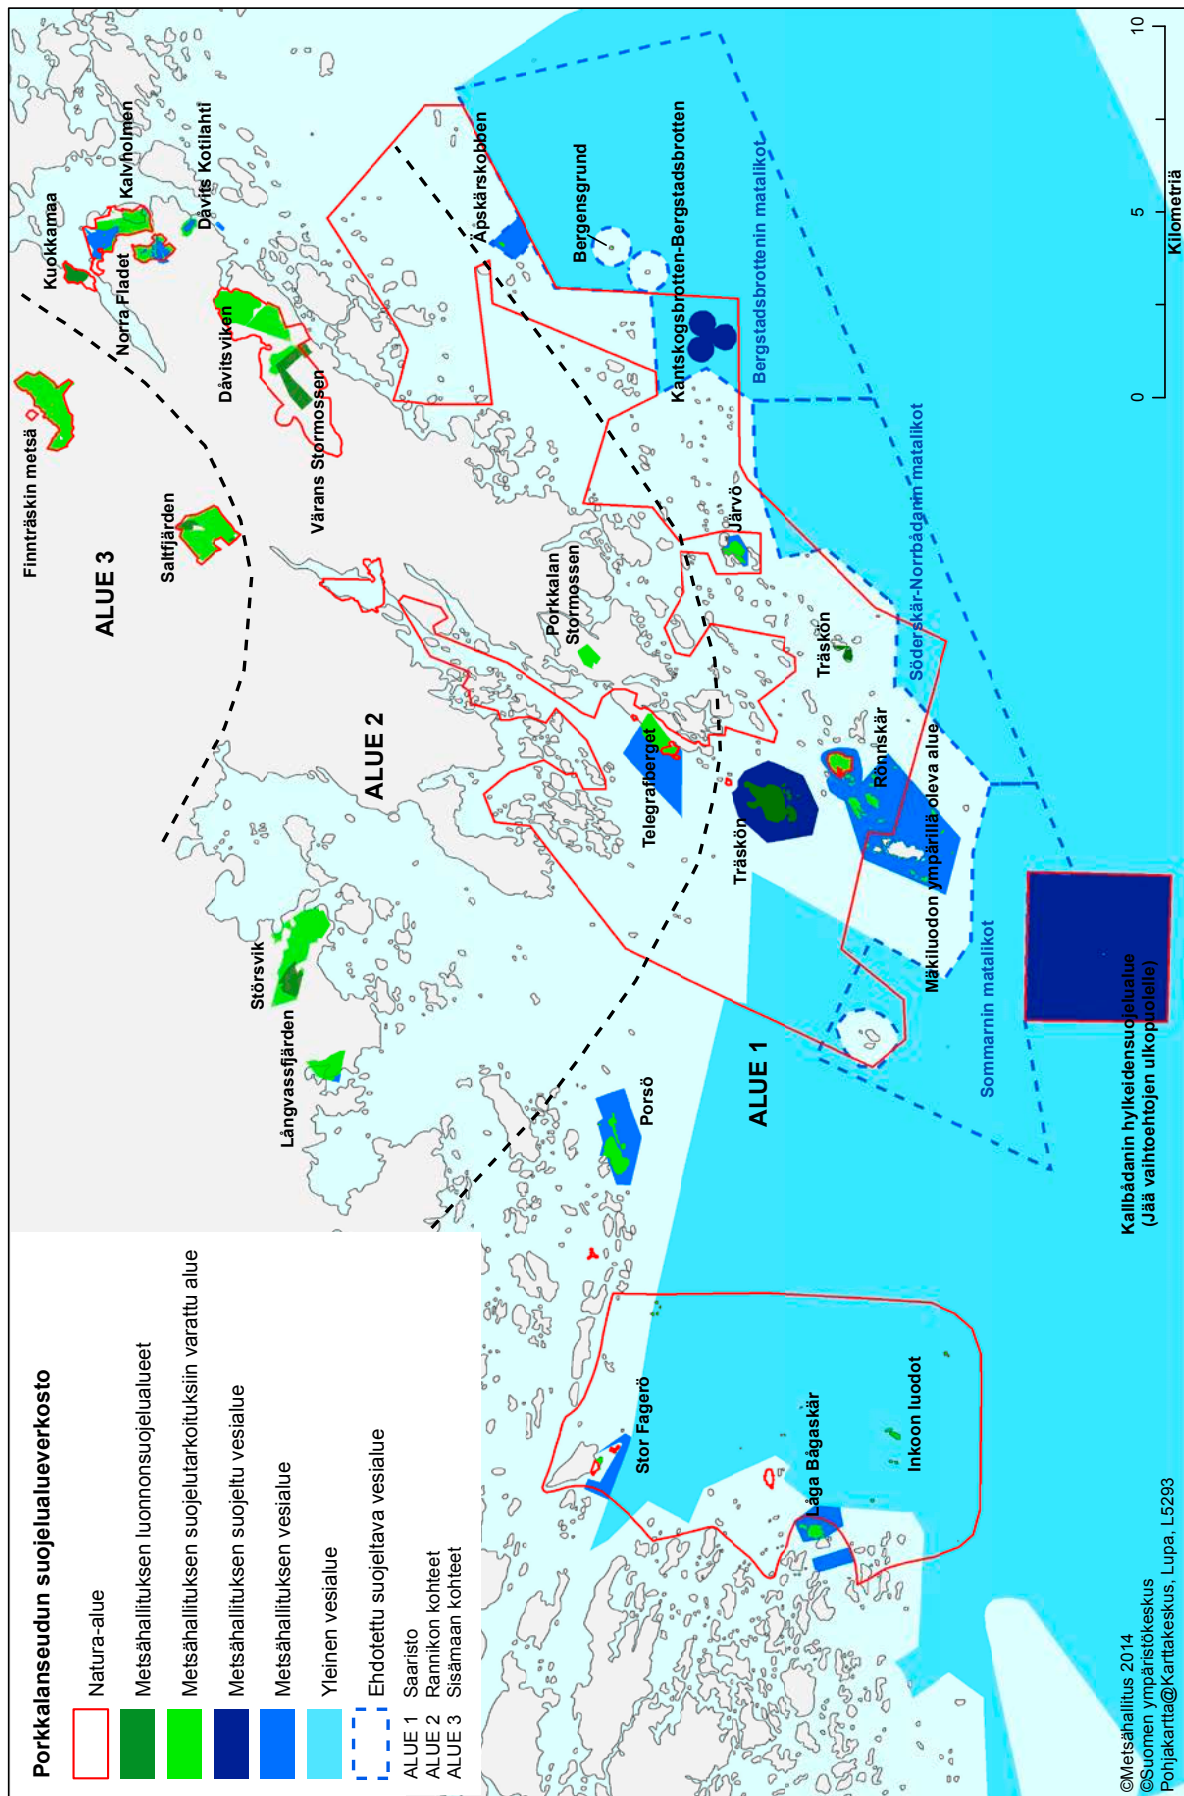 Porkkalanseudun suojelualueverkosto
Natura-alue
Metsähallituksen luonnonsuojelualueet
Metsähallituksen suojelutarkoituksiin varattu alue
Metsähallituksen suojeltu vesialue
Metsähallituksen vesialue
Yleinen vesialue
Ehdotettu suojeltava vesialue
ALUE 1 Saaristo
ALUE 2 Rannikon kohteet
ALUE 3 Sisämaan kohteet
Finnträskin metsä
Kuokkamaa
Norra Fladet
Kalvholmen
Dåvits Kotilahti
ALUE 3
Saltfjärden
Dåvitsviken
Värans Stormossen
ALUE 2
Störsvik
Långvassfjärden
Porkkalan
Stormossen
Äpskärskobben
Bergensgrund
Kantskogsbrotten-Bergstadsbrotten
Bergstadsbrottenin matalikot
Järvö
Träskön
Söderskär-Norrbådanin matalikot
Telegrafberget
Träskön
Rönnskär
Mäkiluodon ympärillä oleva alue
Porsö
ALUE 1
Sommarnin matalikot
Kallbådanin hylkeidensuojelualue
(Jää vaihtoehtojen ulkopuolelle)
Stor Fagerö
Låga Bågaskär
Inkoon luodot
0 5 10
Kilometriä
©Metsähallitus 2014
©Suomen ympäristökeskus
Pohjakartta@Karttakeskus, Lupa, L5293